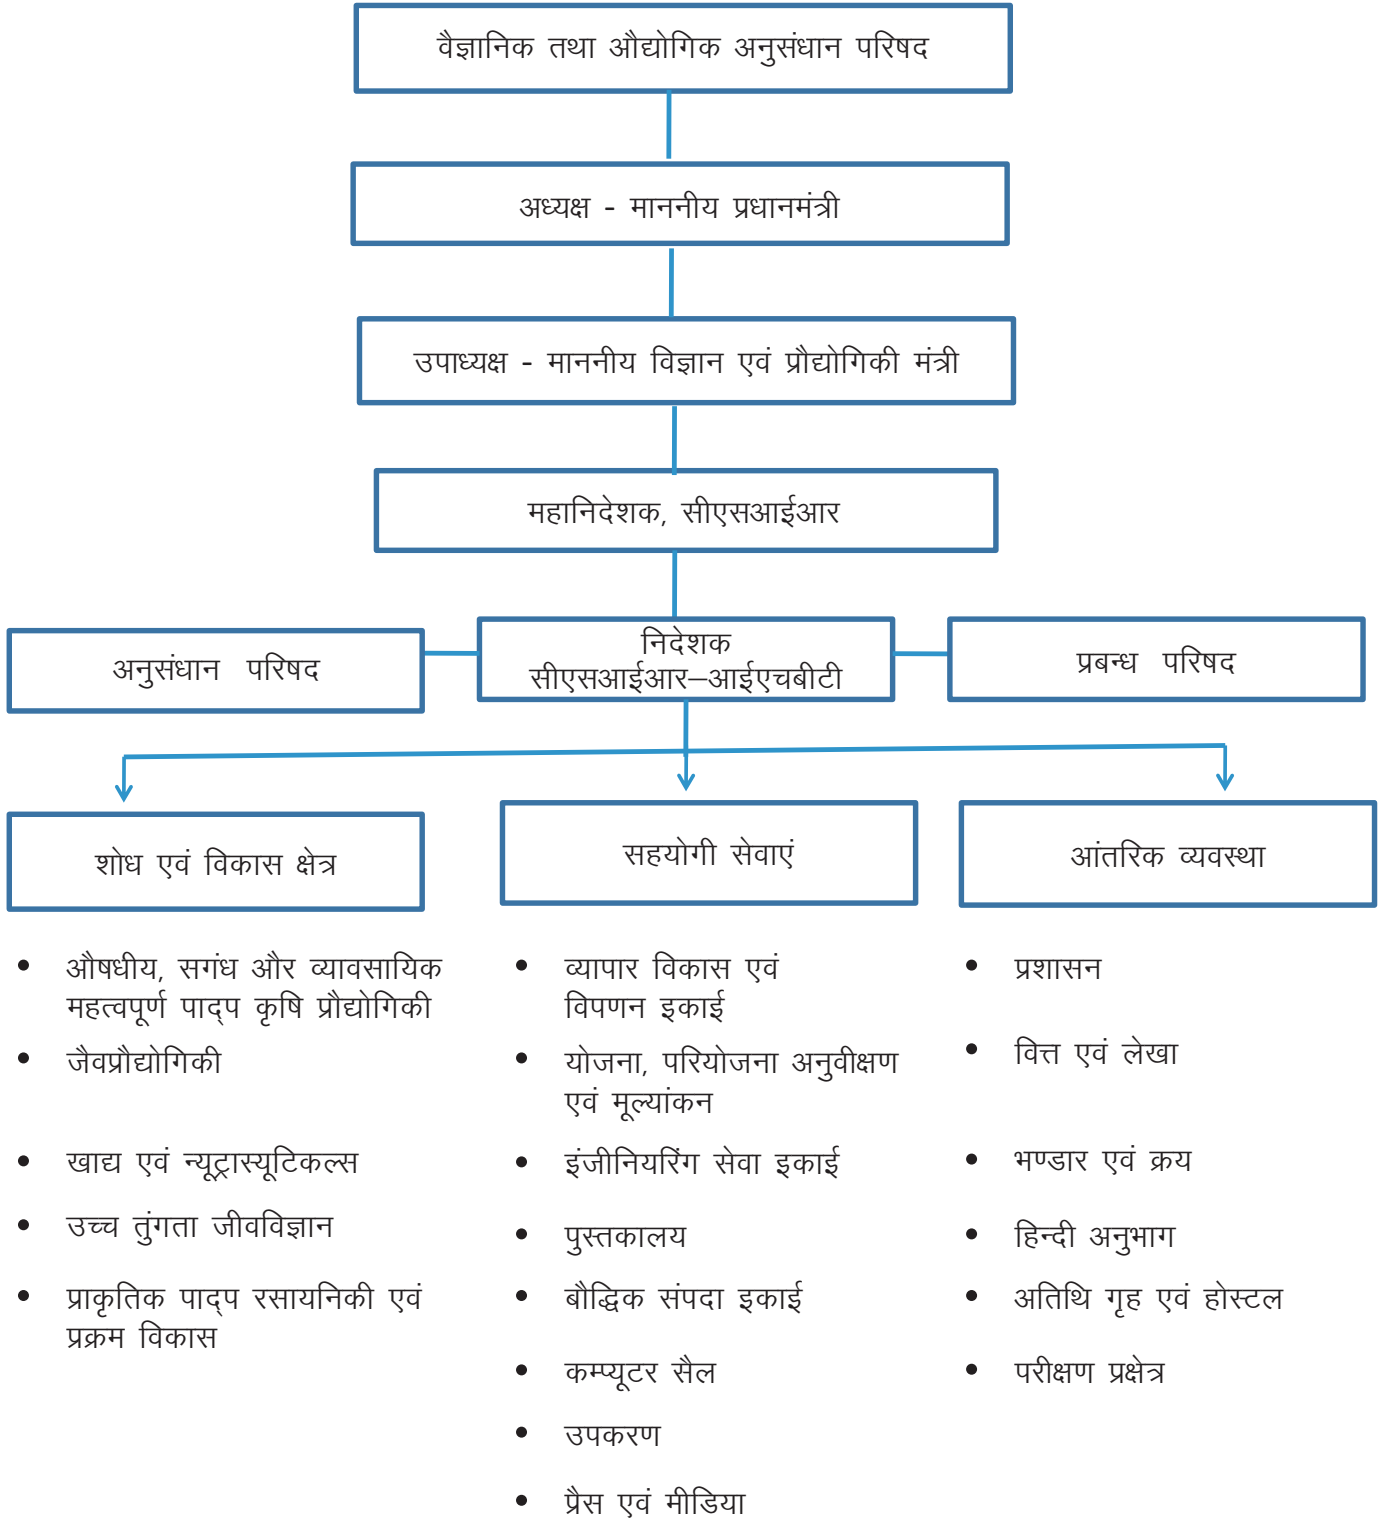 वैज्ञानिक तथा औद्योगिक अनुसंधान परिषद
अध्यक्ष - माननीय प्रधानमंत्री
उपाध्यक्ष - माननीय विज्ञान एवं प्रौद्योगिकी मंत्री
महानिदेशक, सीएसआईआर
अनुसंधान परिषद
निदेशक
सीएसआईआर–आईएचबीटी
प्रबन्ध परिषद
शोध एवं विकास क्षेत्र
• औषधीय, सगंध और व्यावसायिक
महत्वपूर्ण पाद्प कृषि प्रौद्योगिकी
• जैवप्रौद्योगिकी
• खाद्य एवं न्यूट्रास्यूटिकल्स
• उच्च तुंगता जीवविज्ञान
• प्राकृतिक पाद्प रसायनिकी एवं
प्रक्रम विकास
सहयोगी सेवाएं
• व्यापार विकास एवं
विपणन इकाई
• योजना, परियोजना अनुवीक्षण
एवं मूल्यांकन
• इंजीनियरिंग सेवा इकाई
• पुस्तकालय
• बौद्धिक संपदा इकाई
• कम्प्यूटर सैल
• उपकरण
• प्रैस एवं मीडिया
आंतरिक व्यवस्था
• प्रशासन
• वित्त एवं लेखा
• भण्डार एवं क्रय
• हिन्दी अनुभाग
• अतिथि गृह एवं होस्टल
• परीक्षण प्रक्षेत्र